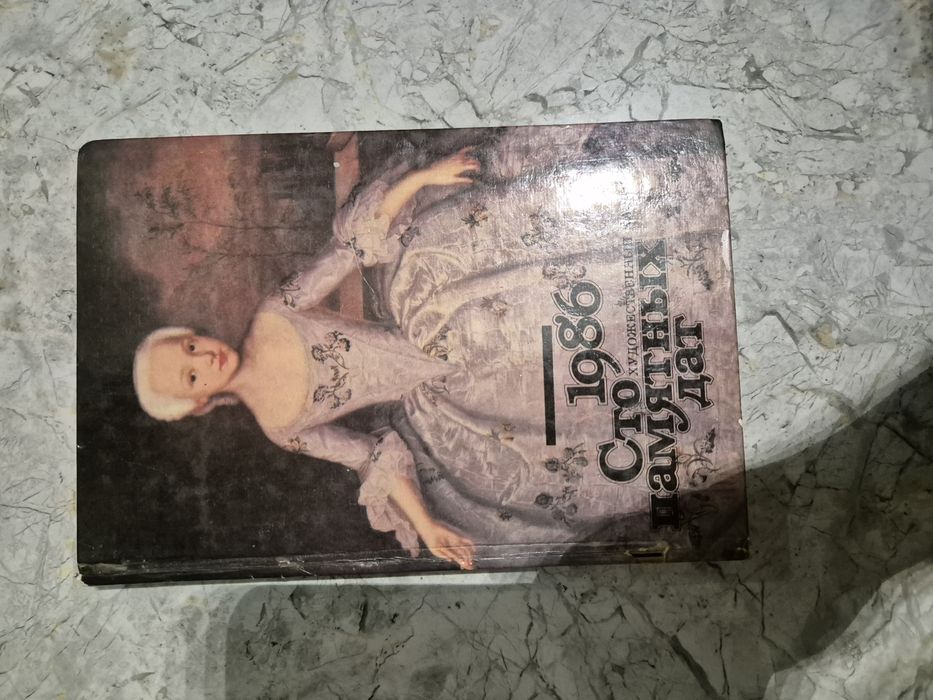 1986
Сто
художественный
памятных
дат